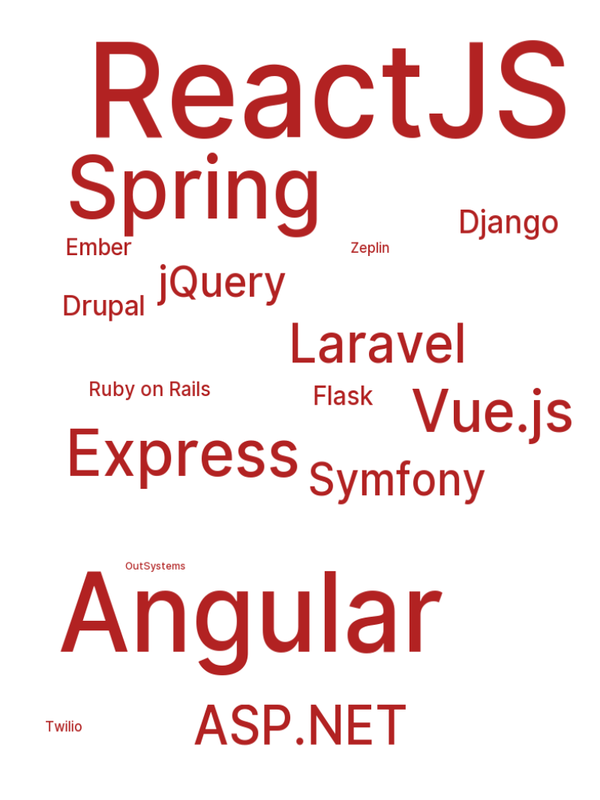 ReactJS
Spring
Django
Ember
Zeplin
jQuery
Drupal
Laravel
Ruby on Rails
Flask
Vue.js
Express
Symfony
OutSystems
Angular
ASP.NET
Twilio